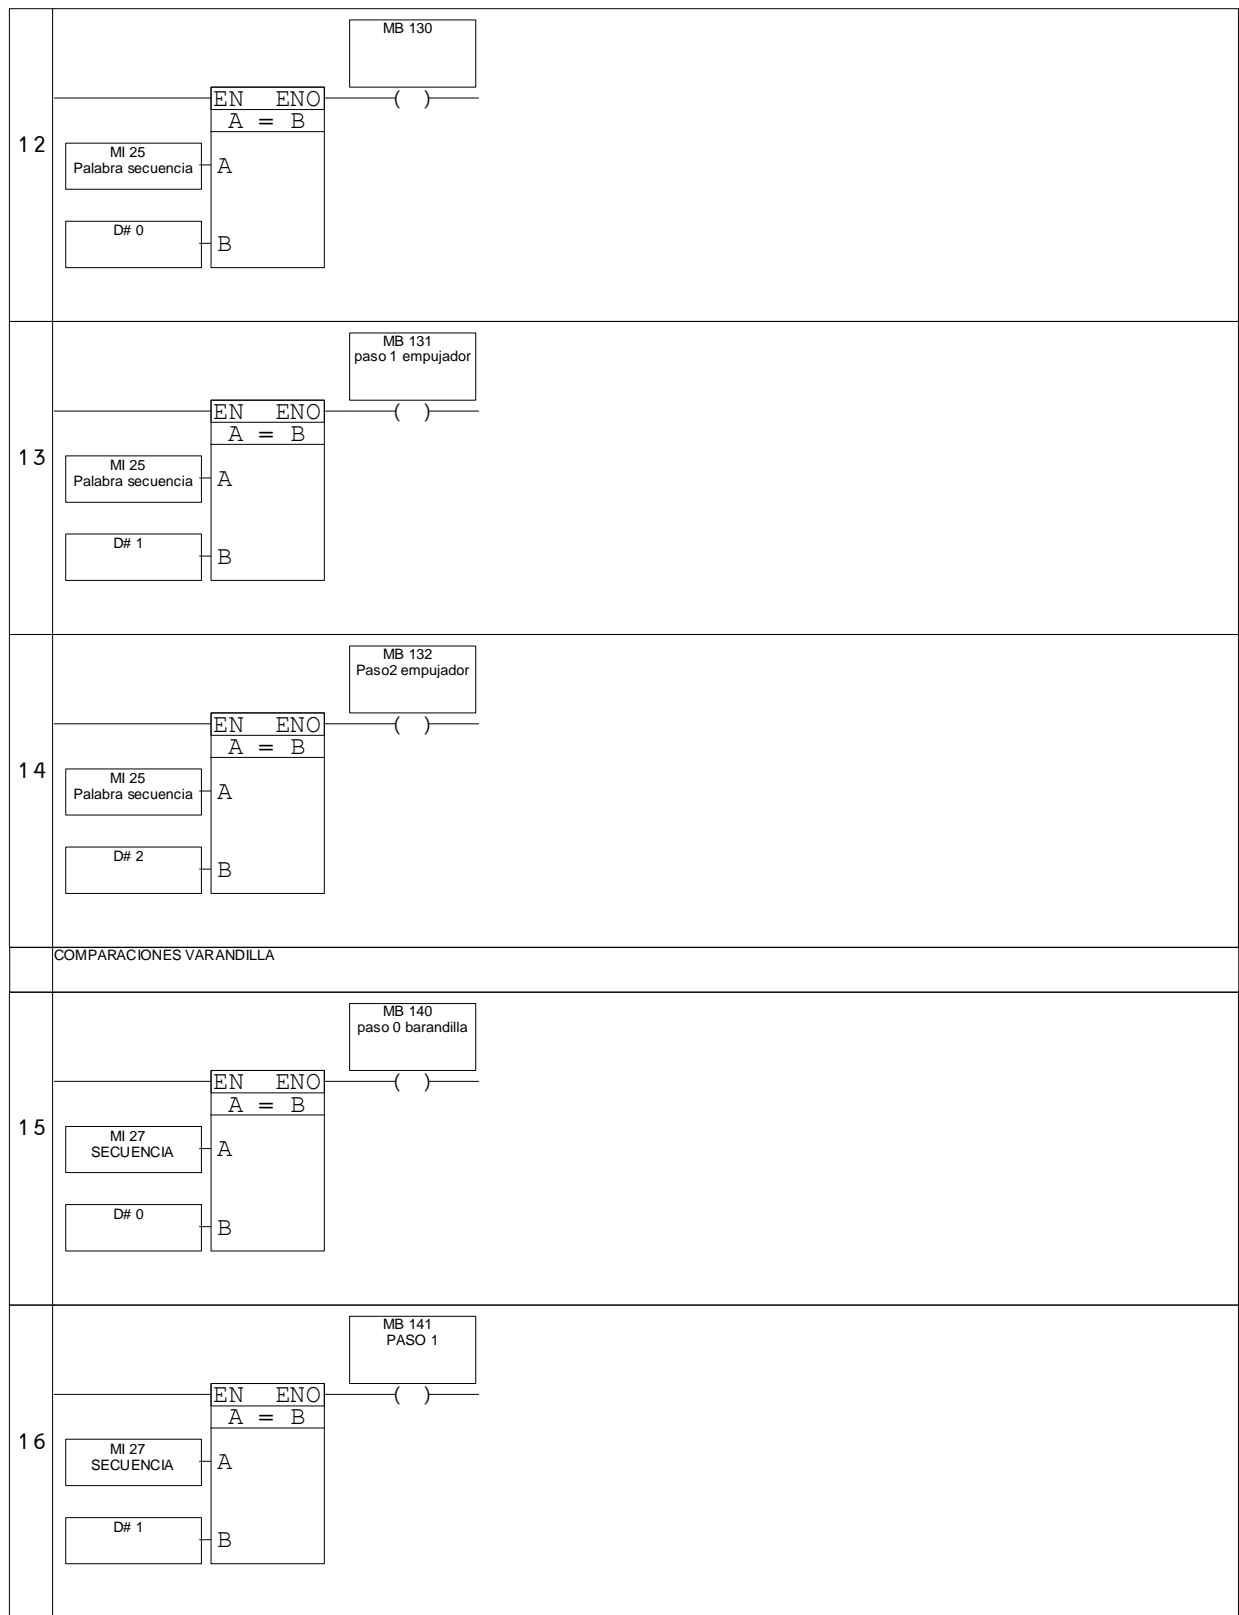 MB 130
EN ENO
( )
A = B
12
MI 25
Palabra secuencia
A
D# 0
B
MB 131
paso 1 empujador
EN ENO
( )
A = B
13
MI 25
Palabra secuencia
A
D# 1
B
MB 132
Paso2 empujador
EN ENO
( )
A = B
14
MI 25
Palabra secuencia
A
D# 2
B
COMPARACIONES VARANDILLA
MB 140
paso 0 barandilla
EN ENO
( )
A = B
15
MI 27
SECUENCIA
A
D# 0
B
MB 141
PASO 1
EN ENO
( )
A = B
16
MI 27
SECUENCIA
A
D# 1
B